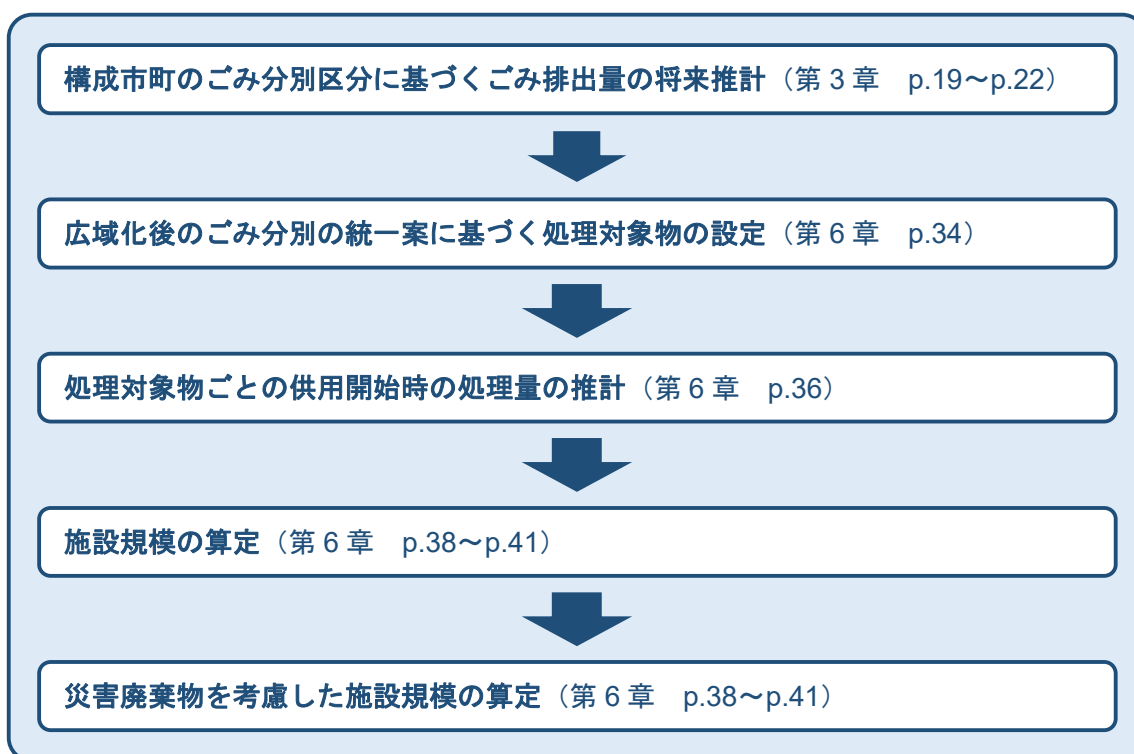 構成市町のごみ分別区分に基づくごみ排出量の将来推計（第 3 章　p.19～p.22）
広域化後のごみ分別の統一案に基づく処理対象物の設定（第 6 章　p.34）
処理対象物ごとの供用開始時の処理量の推計（第 6 章　p.36）
施設規模の算定（第 6 章　p.38～p.41）
災害廃棄物を考慮した施設規模の算定（第 6 章　p.38～p.41）